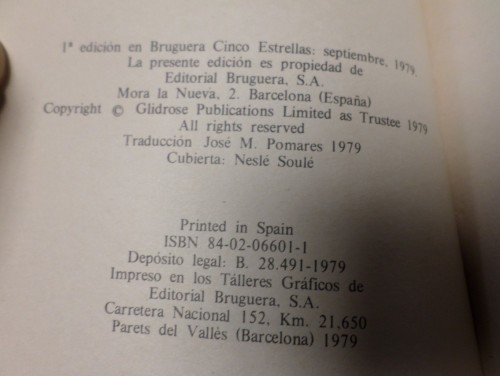 1ª edición en Bruguera Cinco Estrellas: septiembre, 1979
La presente edición es propiedad de
Editorial Bruguera, S.A.
Mora la Nueva, 2. Barcelona (España)
Copyright © Glidrose Publications Limited as Trustee 1979
All rights reserved
Traducción José M. Pomares 1979
Cubierta: Neslé Soulé
Printed in Spain
ISBN 84-02-06601-1
Depósito legal: B. 28.491-1979
Impreso en los Tálleres Gráficos de
Editorial Bruguera, S.A.
Carretera Nacional 152, Km. 21,650
Parets del Vallès (Barcelona) 1979